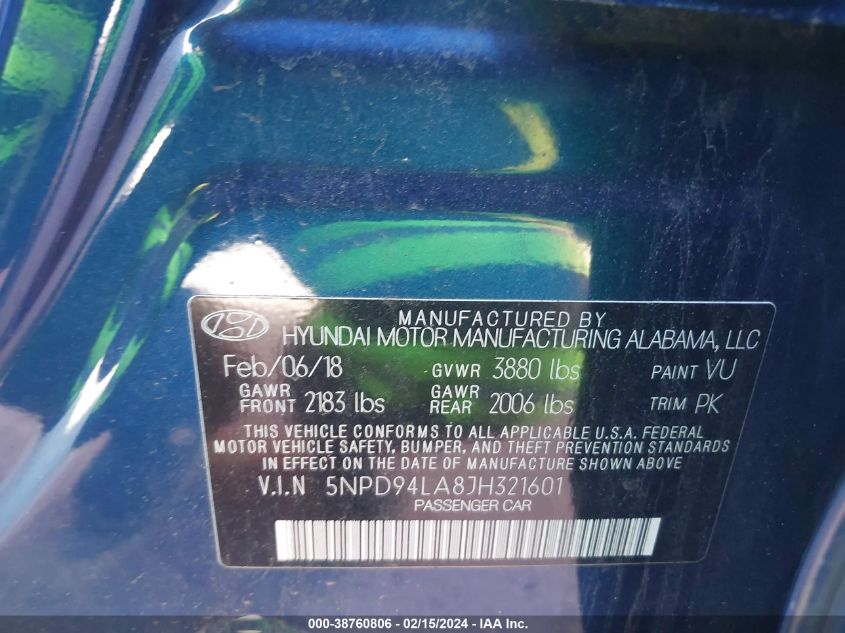 MANUFACTURED BY
HYUNDAI MOTOR MANUFACTURING ALABAMA, LLC
Feb/06/18 GVWR 3880 lbs PAINT VU
GAWR FRONT 2183 lbs GAWR REAR 2006 lbs TRIM PK
THIS VEHICLE CONFORMS TO ALL APPLICABLE U.S.A. FEDERAL
MOTOR VEHICLE SAFETY, BUMPER, AND THEFT PREVENTION STANDARDS
IN EFFECT ON THE DATE OF MANUFACTURE SHOWN ABOVE
V.I.N 5NPD94LA8JH321601
PASSENGER CAR
000-38760806 - 02/15/2024 - IAA Inc.